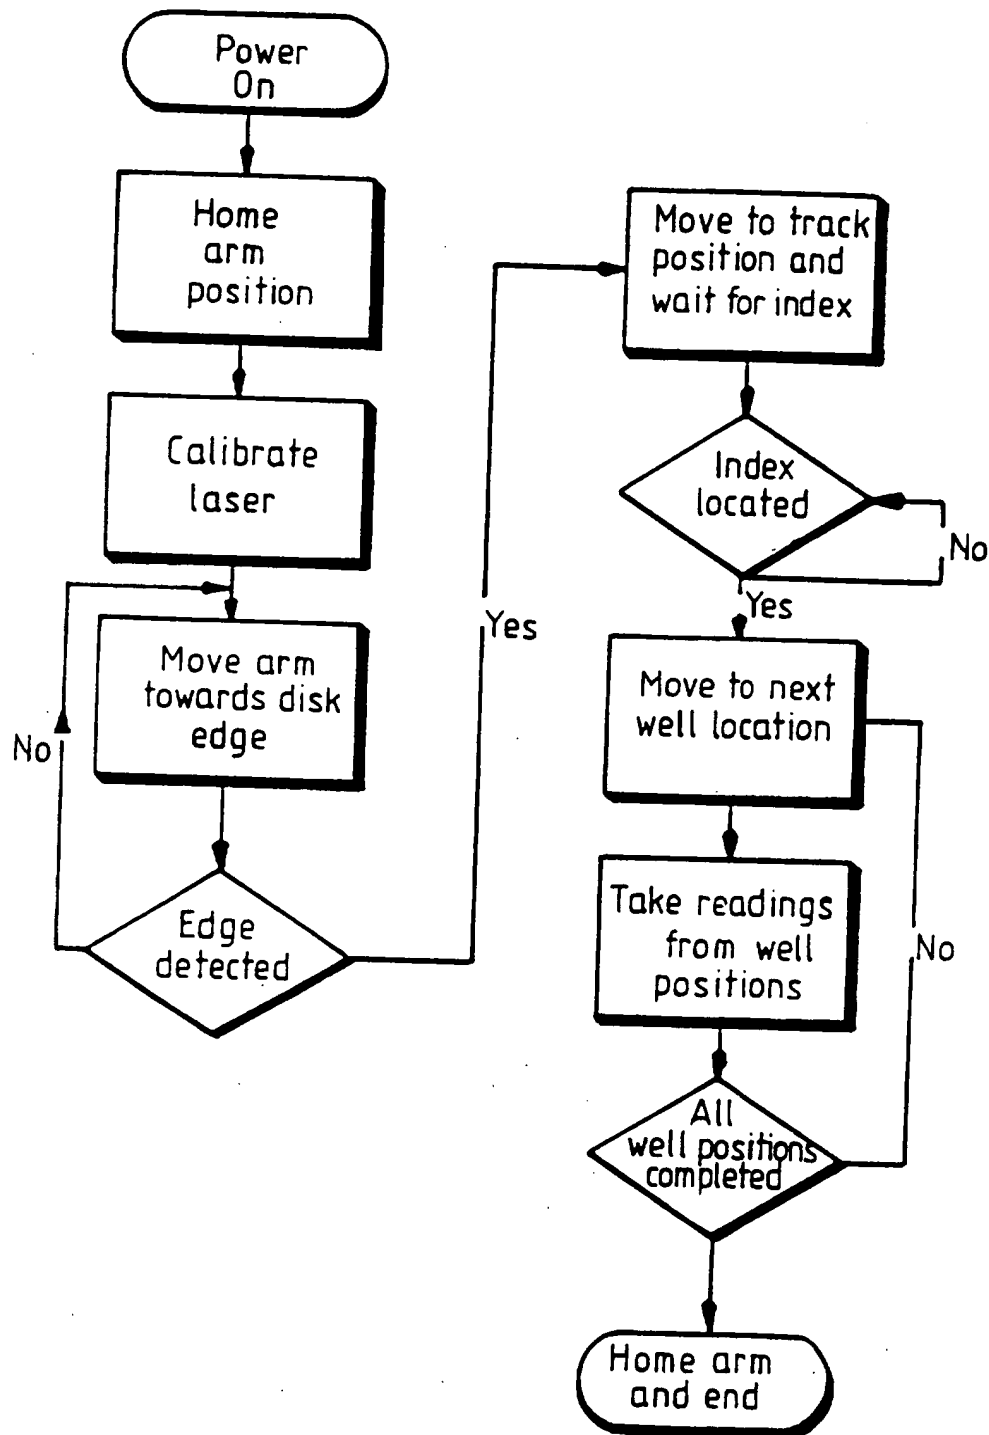 Power
On
Home
arm
position
Calibrate
laser
Move arm
towards disk
edge
No
Edge
detected
Yes
Move to track
position and
wait for index
Index
located
No
Yes
Move to next
well location
Take readings
from well
positions
No
All
well positions
completed
Home arm
and end